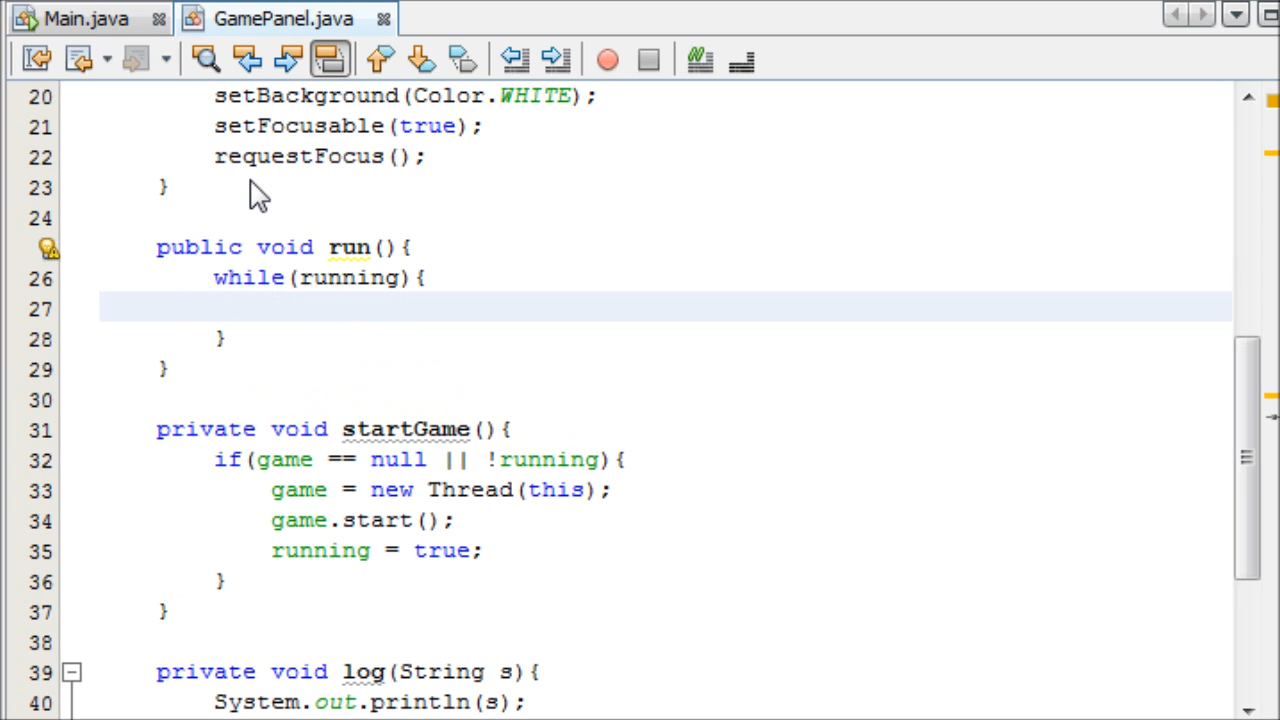 Main.java GamePanel.java
20 setBackground(Color.WHITE);
21 setFocusable(true);
22 requestFocus();
23 }
24
public void run(){
26 while(running){
27
28 }
29 }
30
31 private void startGame(){
32 if(game == null || !running){
33 game = new Thread(this);
34 game.start();
35 running = true;
36 }
37 }
38
39 private void log(String s){
40 System.out.println(s);